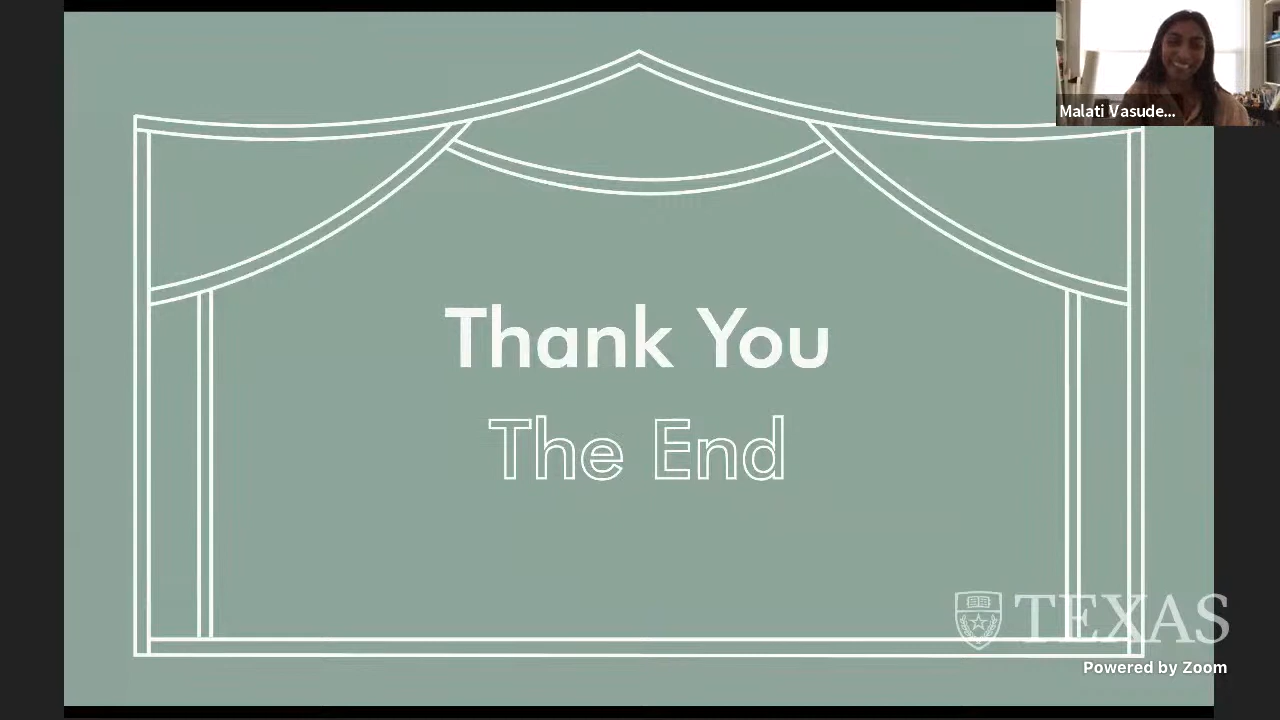 Malati Vasude...
Thank You
The End
TEXAS
Powered by Zoom